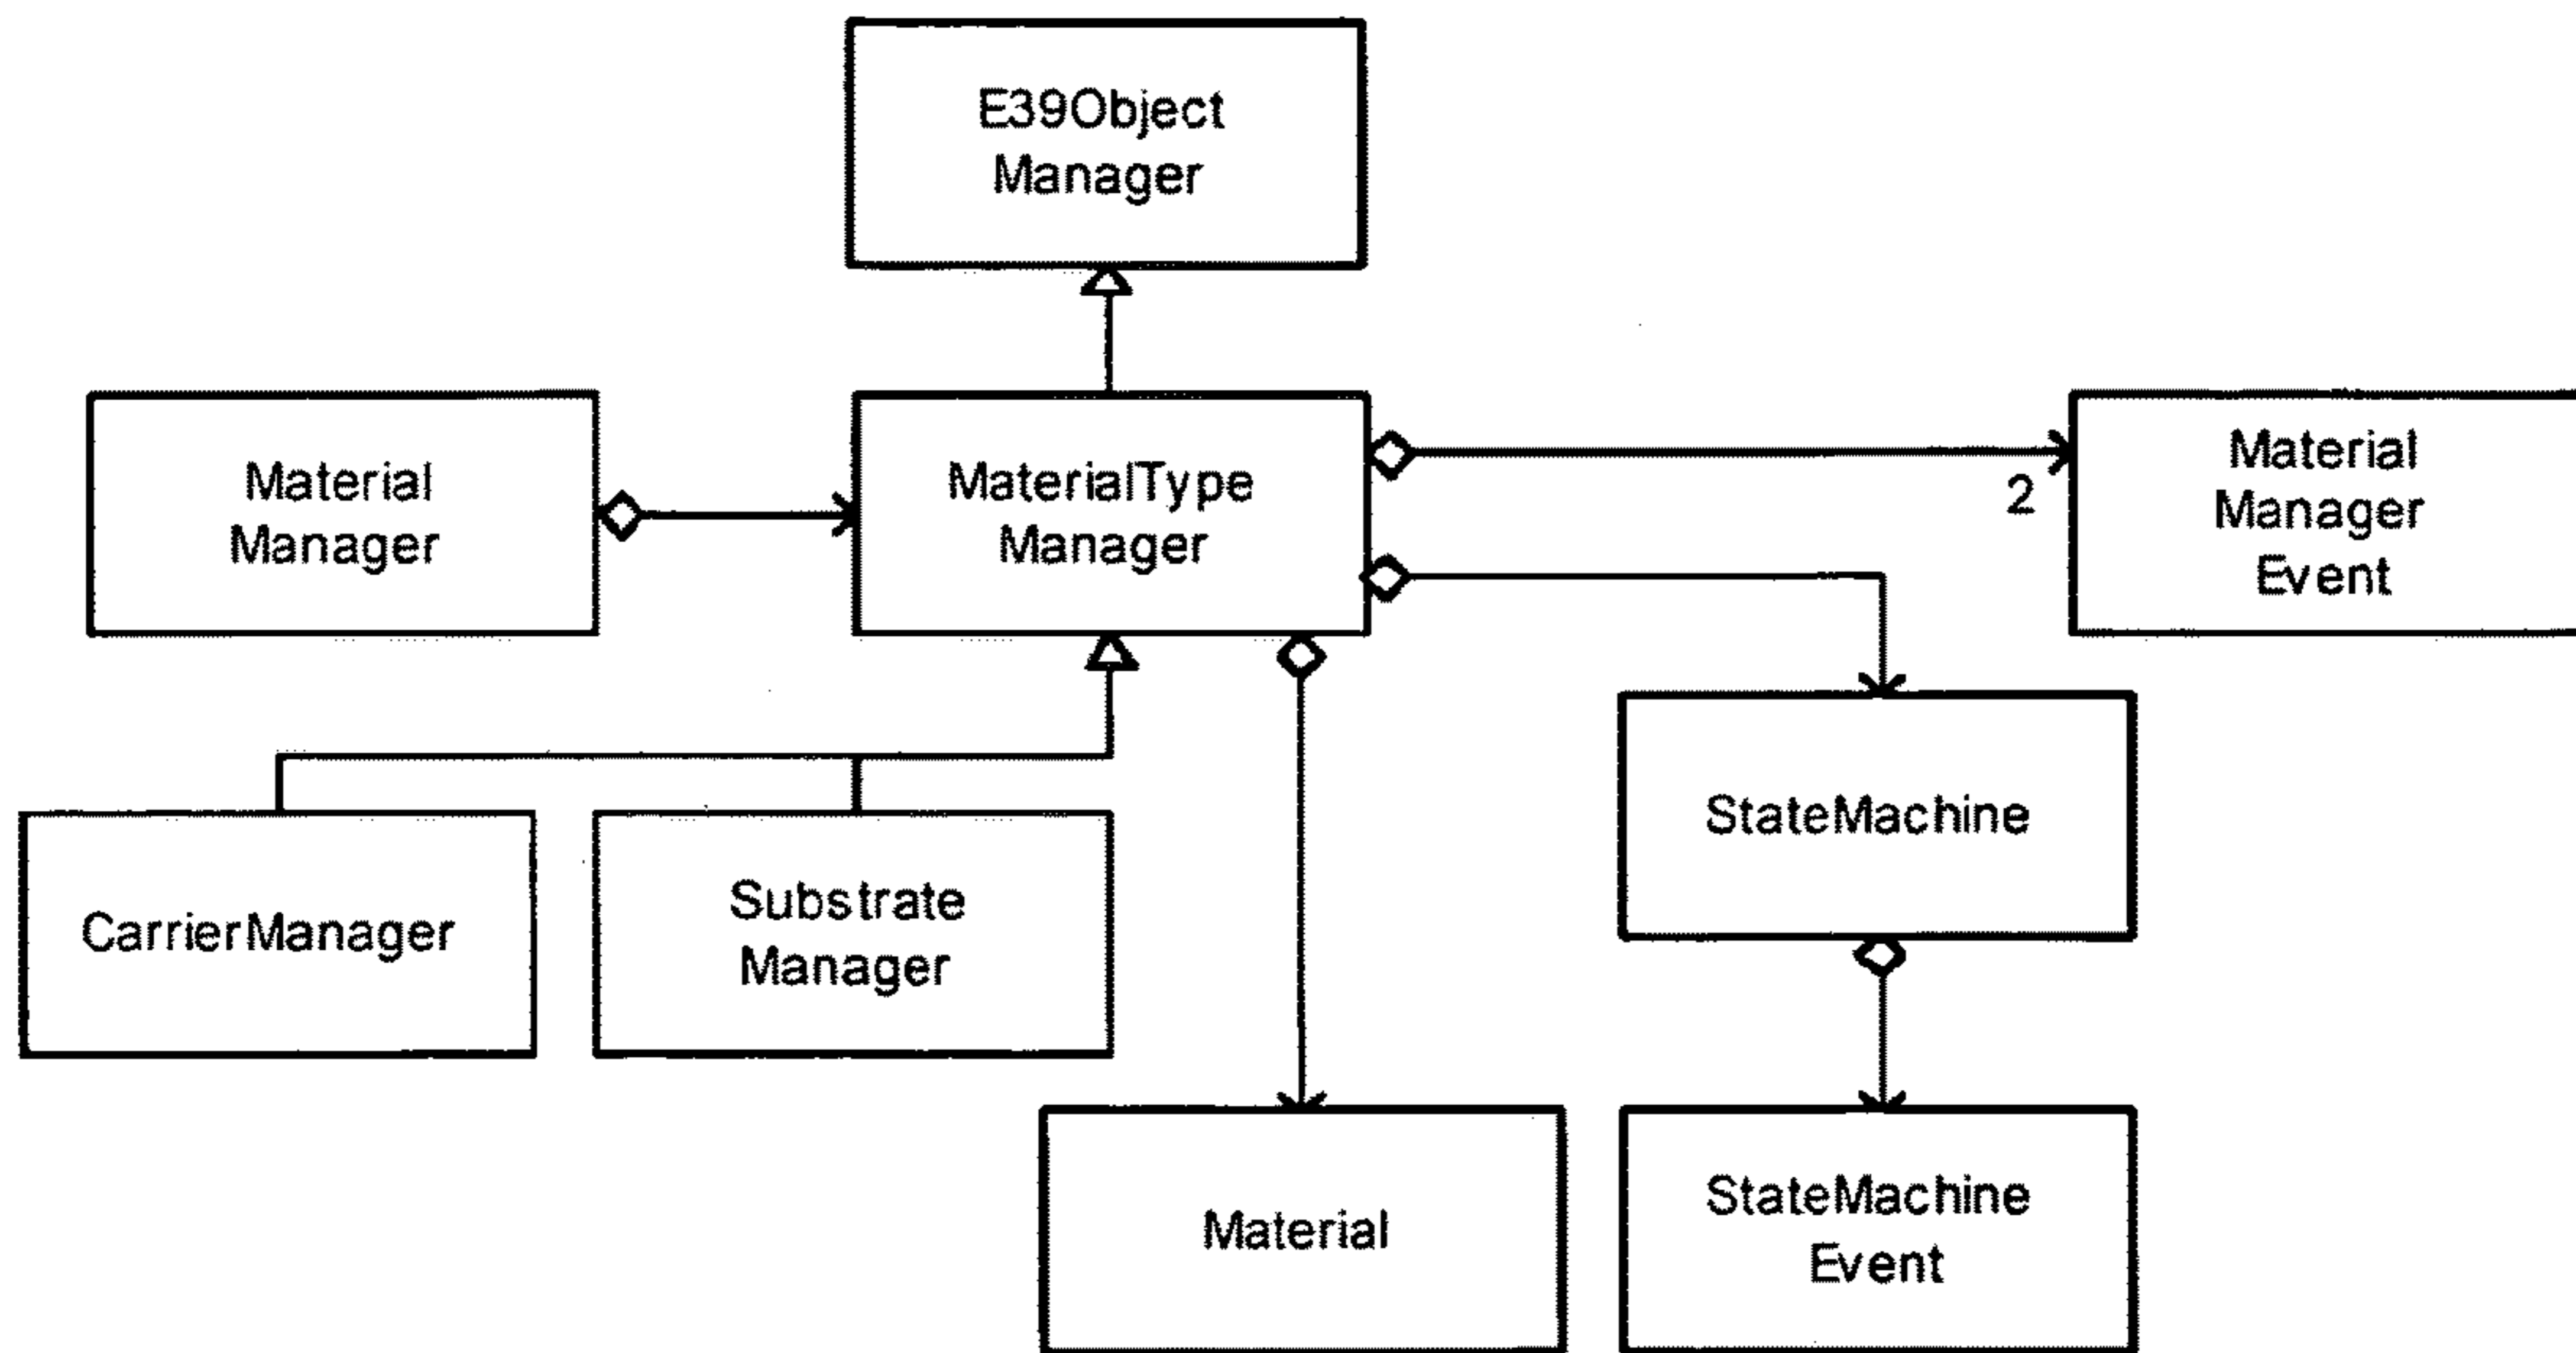 E39Object
Manager
Material
Manager
MaterialType
Manager
Material
Manager
Event
2
StateMachine
CarrierManager
Substrate
Manager
Material
StateMachine
Event